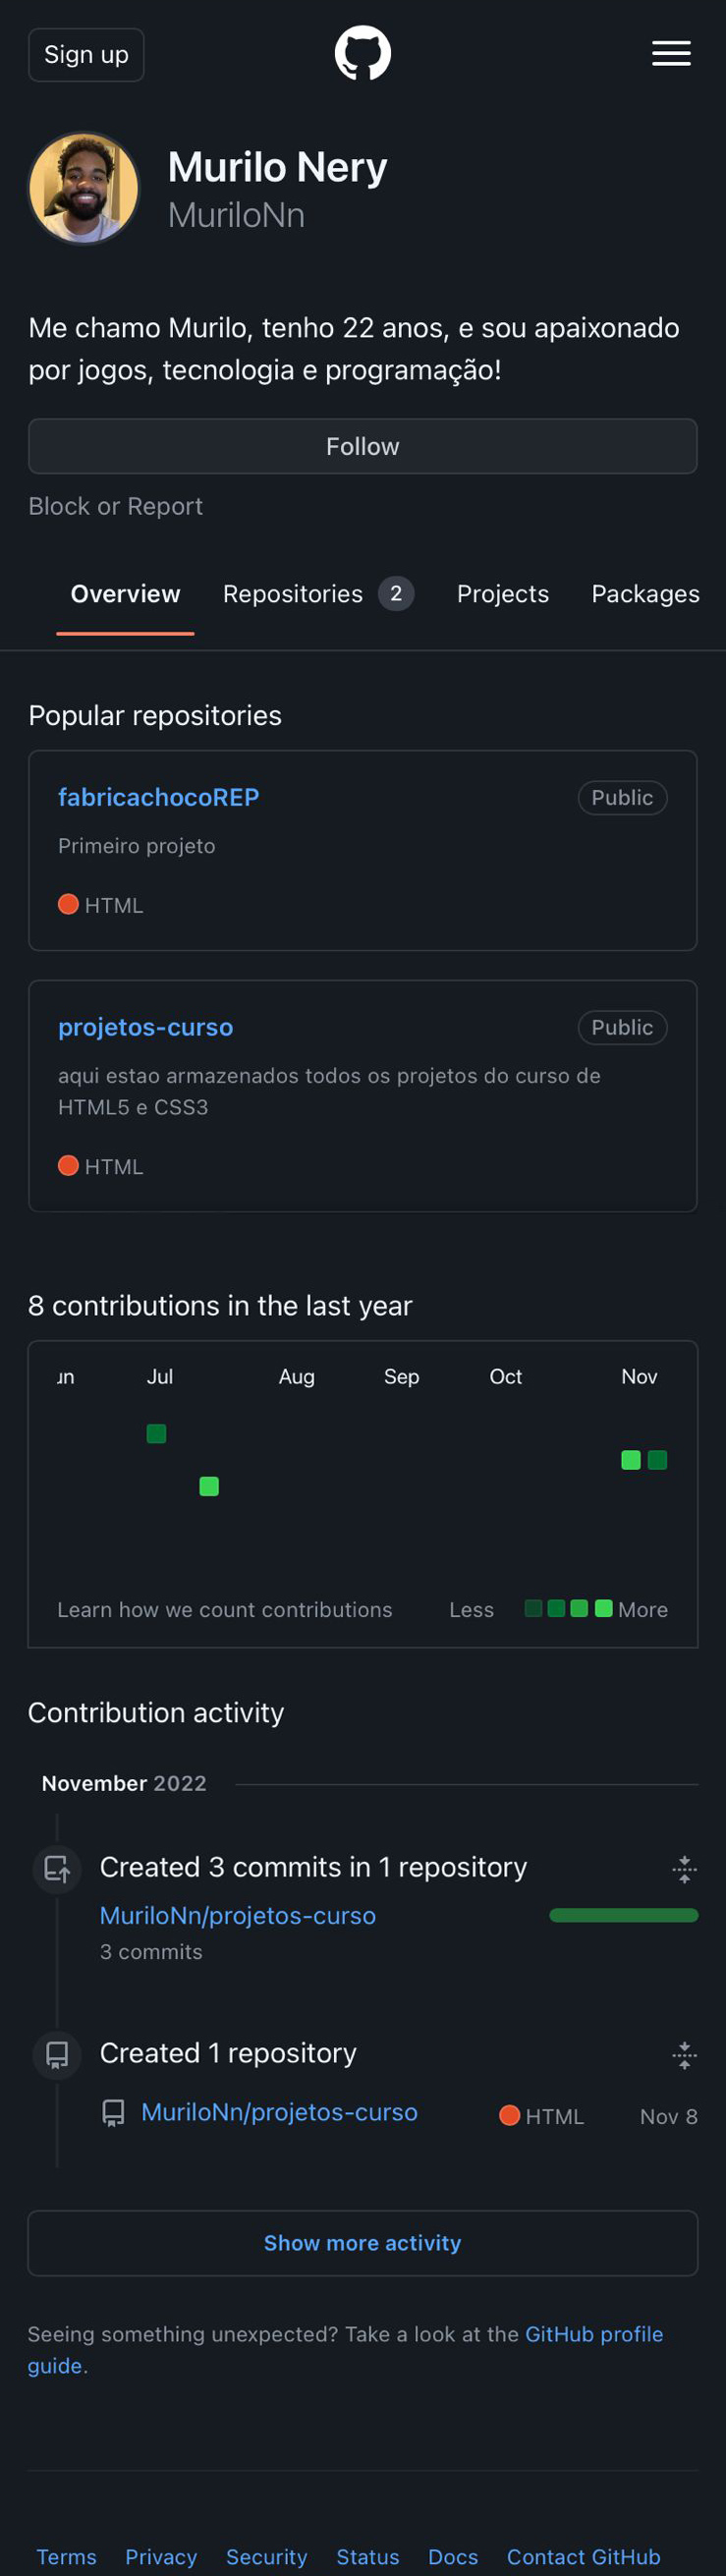 Sign up
Murilo Nery
MuriloNn
Me chamo Murilo, tenho 22 anos, e sou apaixonado
por jogos, tecnologia e programação!
Follow
Block or Report
Overview Repositories 2 Projects Packages
Popular repositories
fabricachocoREP Public
Primeiro projeto
HTML
projetos-curso Public
aqui estao armazenados todos os projetos do curso de
HTML5 e CSS3
HTML
8 contributions in the last year
un Jul Aug Sep Oct Nov
Learn how we count contributions Less More
Contribution activity
November 2022
Created 3 commits in 1 repository
MuriloNn/projetos-curso
3 commits
Created 1 repository
MuriloNn/projetos-curso HTML Nov 8
Show more activity
Seeing something unexpected? Take a look at the GitHub profile
guide.
Terms Privacy Security Status Docs Contact GitHub